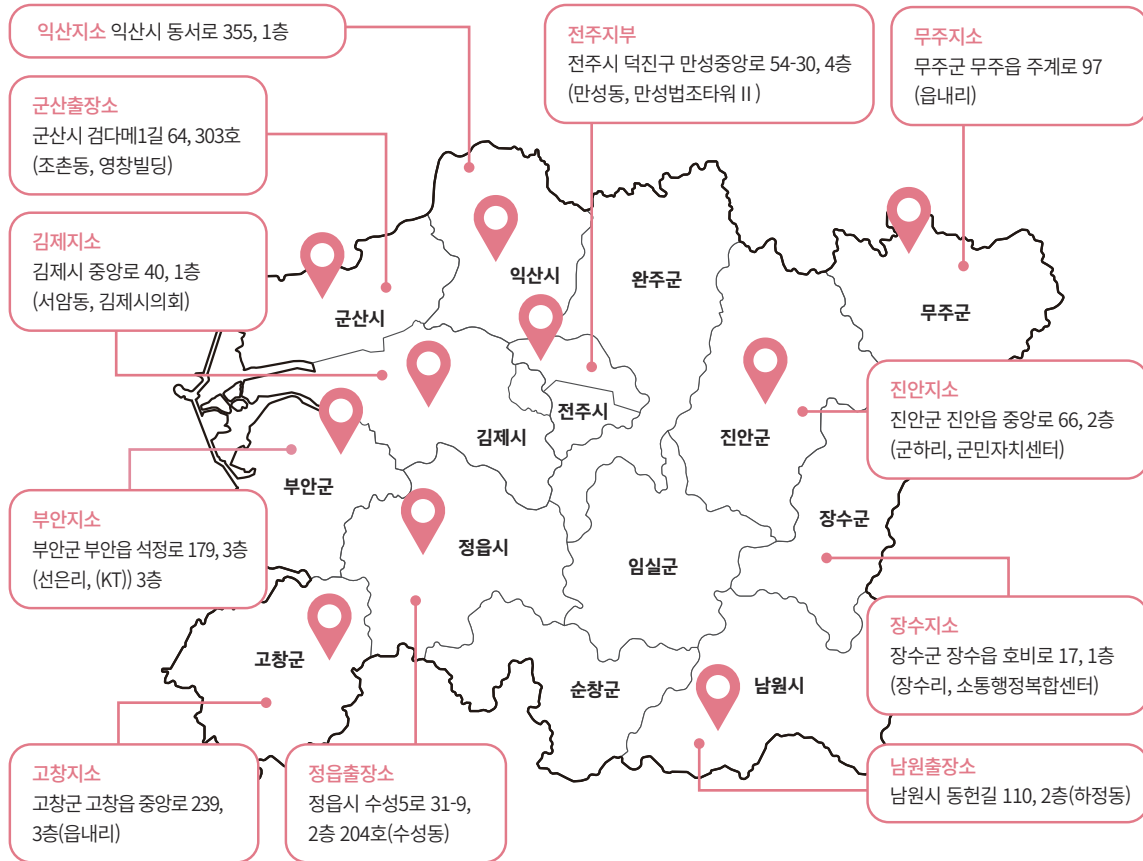 익산지소 익산시 동서로 355, 1층
전주지부
전주시 덕진구 만성중앙로 54-30, 4층
(만성동, 만성법조타워 II)
무주지소
무주군 무주읍 주계로 97
(읍내리)
군산출장소
군산시 검다메1길 64, 303호
(조촌동, 영창빌딩)
김제지소
김제시 중앙로 40, 1층
(서암동, 김제시의회)
익산시
완주군
군산시
무주군
전주시
김제시
진안군
진안지소
진안군 진안읍 중앙로 66, 2층
(군하리, 군민자치센터)
부안군
장수군
정읍시
임실군
부안지소
부안군 부안읍 석정로 179, 3층
(선은리, (KT)) 3층
고창군
순창군
남원시
장수지소
장수군 장수읍 호비로 17, 1층
(장수리, 소통행정복합센터)
고창지소
고창군 고창읍 중앙로 239,
3층(읍내리)
정읍출장소
정읍시 수성5로 31-9,
2층 204호(수성동)
남원출장소
남원시 동헌길 110, 2층(하정동)